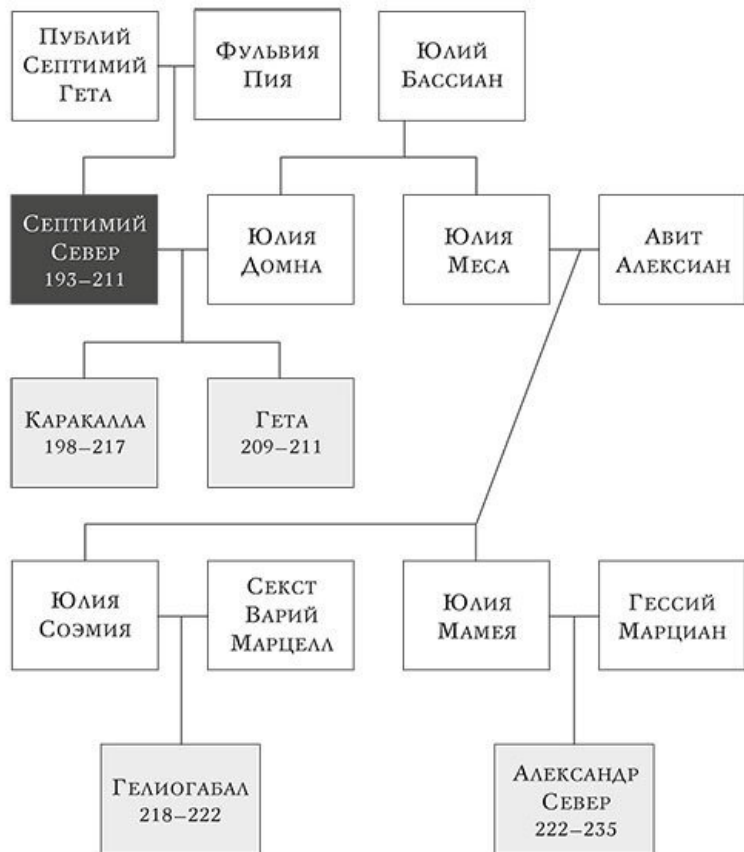 Публий
Септимий
Гета
Фульвия
Пия
Юлий
Бассиан
Септимий
Север
193–211
Юлия
Домна
Юлия
Меса
Авит
Алексиан
Каракалла
198–217
Гета
209–211
Юлия
Соэмия
Секст
Варий
Марцелл
Юлия
Мамея
Гессий
Марциан
Гелиогабал
218–222
Александр
Север
222–235